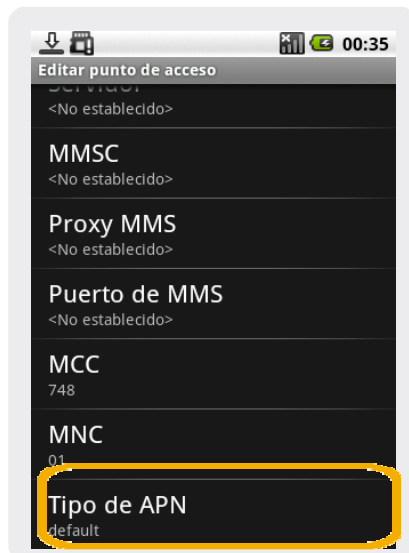 00:35
Editar punto de acceso
Servidor
<No establecido>
MMSC
<No establecido>
Proxy MMS
<No establecido>
Puerto de MMS
<No establecido>
MCC
748
MNC
01
Tipo de APN
default